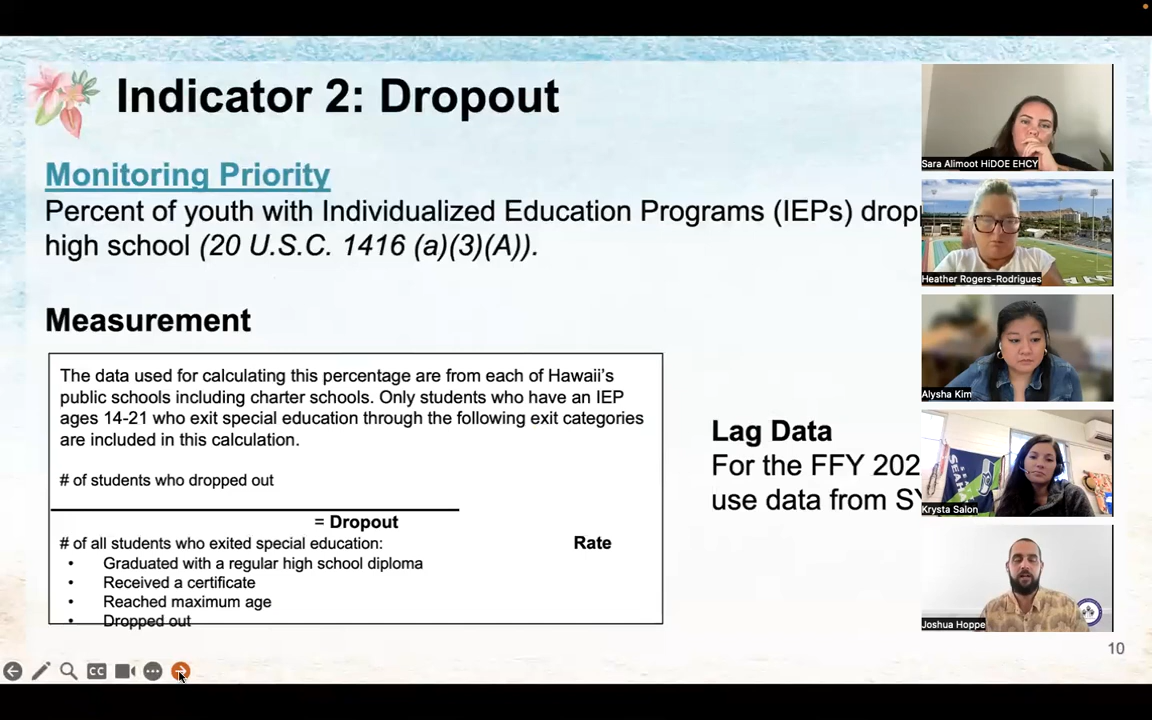 Indicator 2: Dropout
Monitoring Priority
Percent of youth with Individualized Education Programs (IEPs)
high school (20 U.S.C. 1416 (a)(3)(A)).
Measurement
The data used for calculating this percentage are from each of Hawaii's
public schools including charter schools. Only students who have an IEP
ages 14-21 who exit special education through the following exit categories
are included in this calculation.
# of students who dropped out
= Dropout
# of all students who exited special education:
Rate
• Graduated with a regular high school diploma
• Received a certificate
• Reached maximum age
• Dropped out
Lag Data
For the FFY 202
use data from SY
10
CC
Sara Alimoot HiDOE EHCY
Heather Rogers-Rodrigues
Alysha Kim
Krysta Salon
Joshua Hoppe